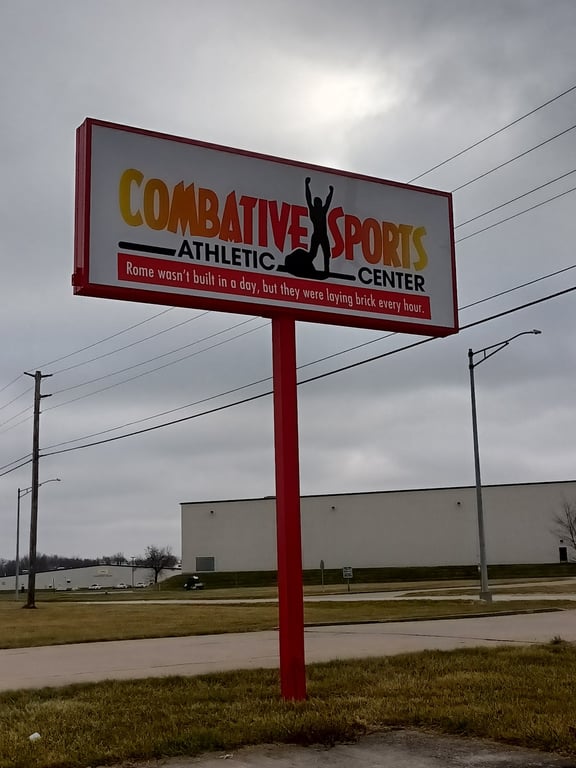 COMBATIVE SPORTS
ATHLETIC CENTER
Rome wasn't built in a day, but they were laying brick every hour.